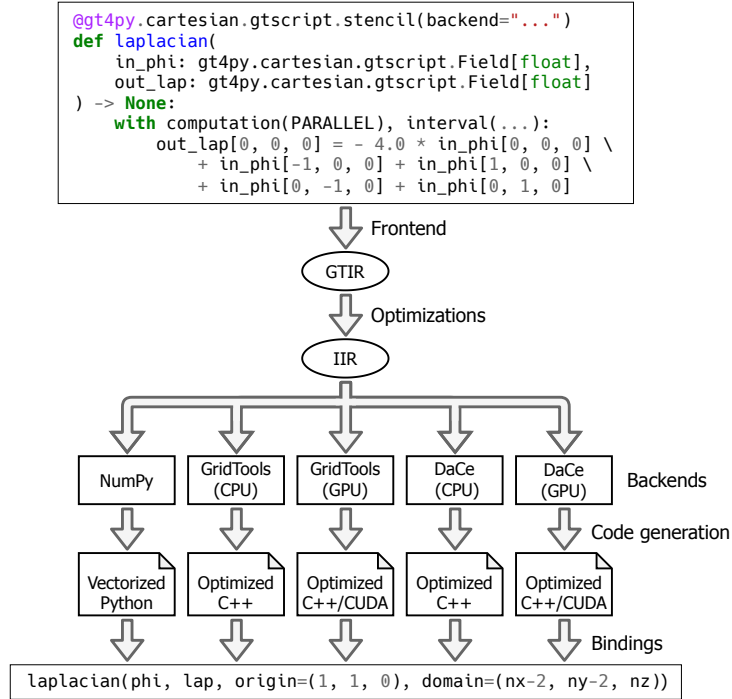 @gt4py.cartesian.gtscript.stencil(backend="...")
def laplacian(
    in_phi: gt4py.cartesian.gtscript.Field[float],
    out_lap: gt4py.cartesian.gtscript.Field[float]
) -> None:
    with computation(PARALLEL), interval(...):
        out_lap[0, 0, 0] = - 4.0 * in_phi[0, 0, 0] \
            + in_phi[-1, 0, 0] + in_phi[1, 0, 0] \
            + in_phi[0, -1, 0] + in_phi[0, 1, 0]
Frontend
GTIR
Optimizations
IIR
NumPy
GridTools
(CPU)
GridTools
(GPU)
DaCe
(CPU)
DaCe
(GPU)
Backends
Code generation
Vectorized
Python
Optimized
C++
Optimized
C++/CUDA
Optimized
C++
Optimized
C++/CUDA
Bindings
laplacian(phi, lap, origin=(1, 1, 0), domain=(nx-2, ny-2, nz))